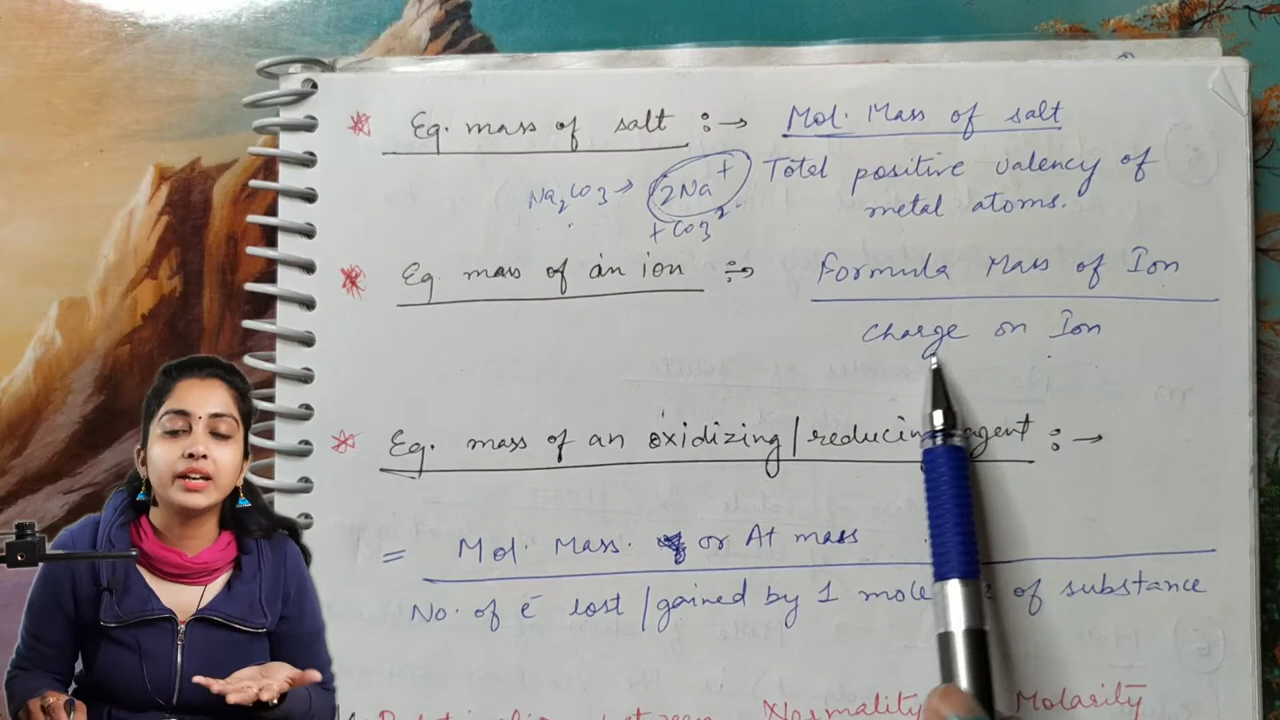 Eq. mass of salt :→ Mol. Mass of salt
Na2CO3 → 2Na+ Total positive valency of
+ CO3 2- metal atoms.
Eq. mass of an ion :→ Formula Mass of Ion
Charge on Ion
Eq. mass of an oxidizing/reducing agent :→
= Mol. Mass. or At mass
No. of e- lost/gained by 1 mole of substance
between Normality Molarity